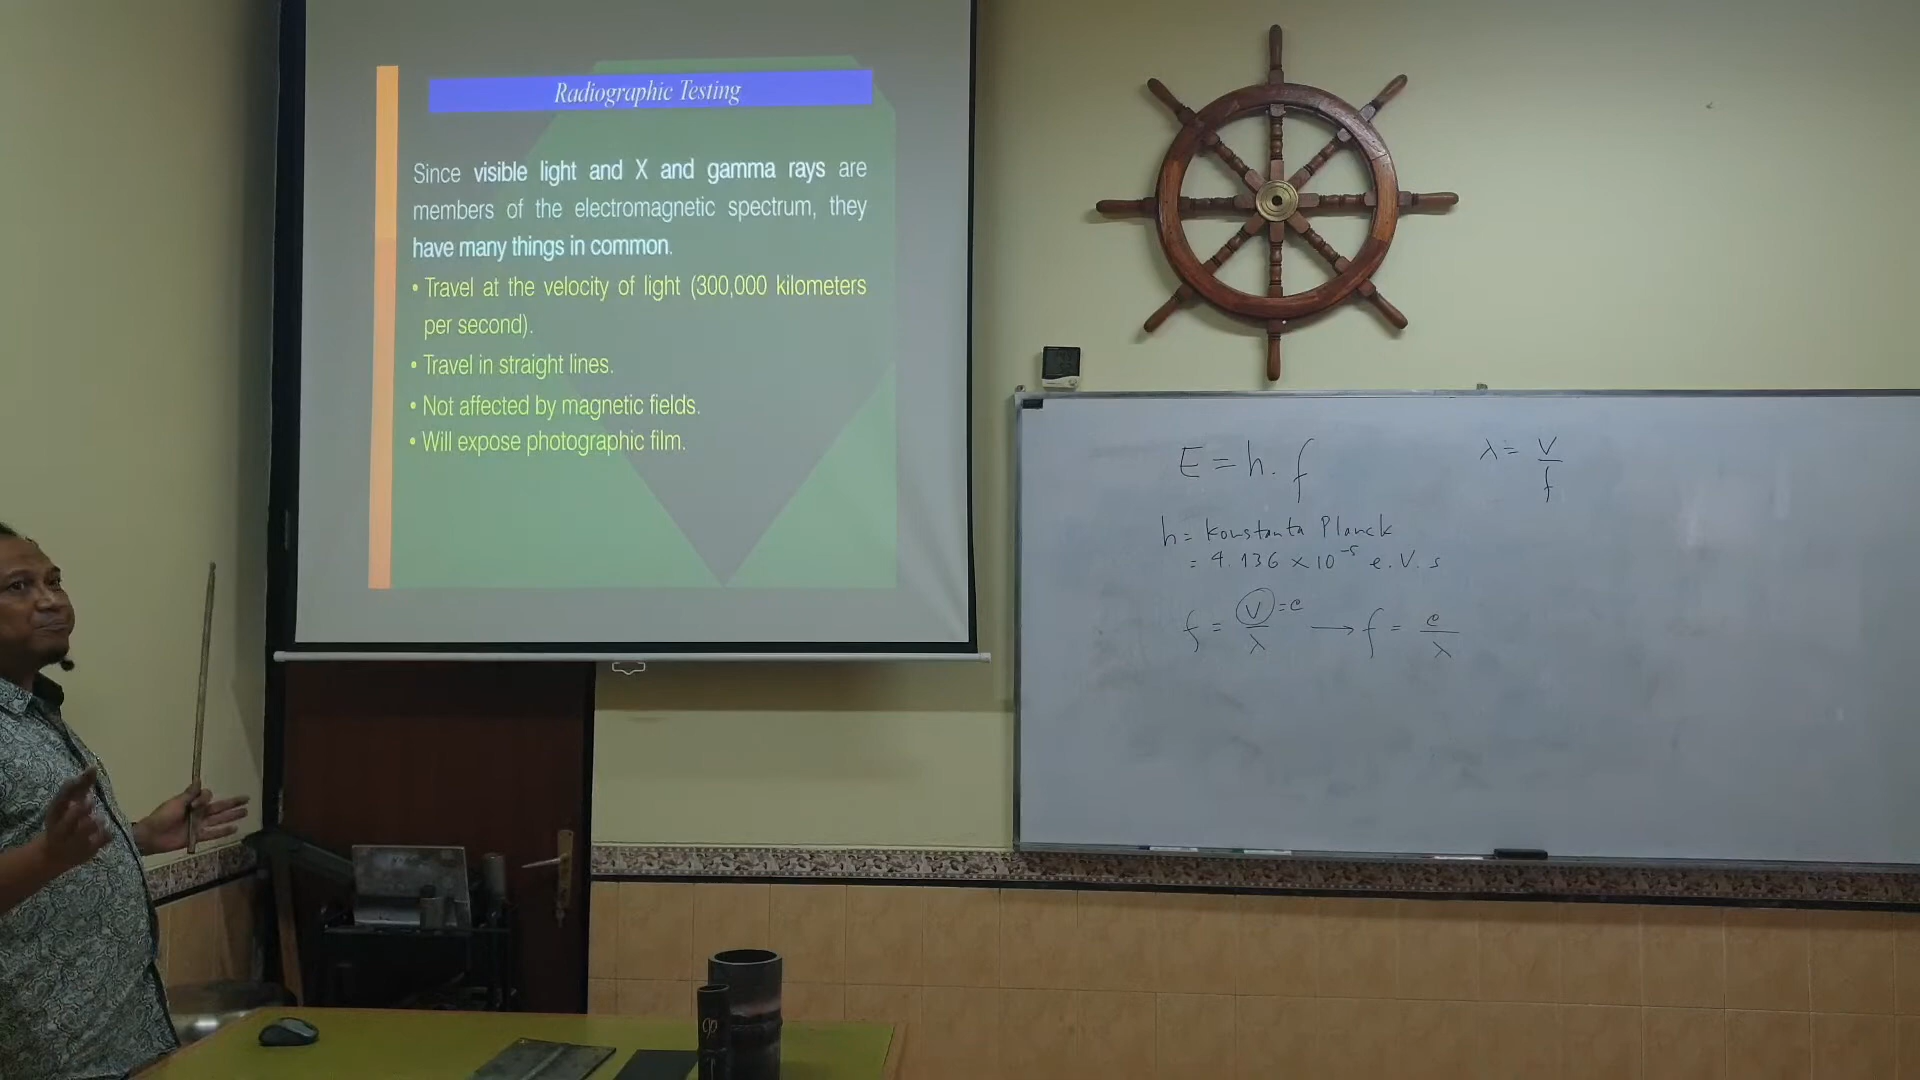 Radiographic Testing
Since visible light and X and gamma rays are
members of the electromagnetic spectrum, they
have many things in common.
• Travel at the velocity of light (300,000 kilometers
per second).
• Travel in straight lines.
• Not affected by magnetic fields.
• Will expose photographic film.
E = h . f
λ = v / f
h = Konstanta Planck
= 4.136 × 10⁻⁵ e.V.s
f = v / λ = c → f = c / λ